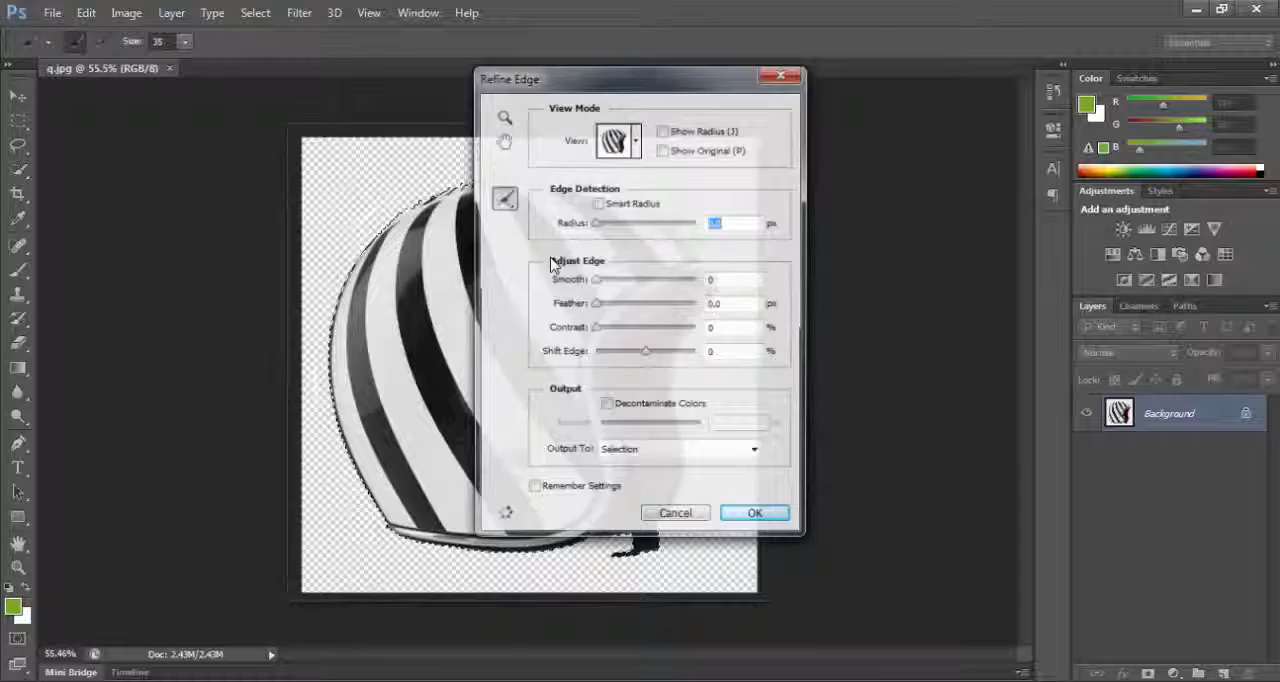 Ps File Edit Image Layer Type Select Filter 3D View Window Help
Size: 35 Essentials
q.jpg @ 55.5% (RGB/8) ×
Refine Edge
View Mode
View:
Show Radius (J)
Show Original (P)
Edge Detection
Smart Radius
Radius: 0.0 px
Adjust Edge
Smooth: 0
Feather: 0.0 px
Contrast: 0 %
Shift Edge: 0 %
Output
Decontaminate Colors
Output To: Selection
Remember Settings
Cancel OK
Color Swatches
R
G
B
Adjustments Styles
Add an adjustment
Layers Channels Paths
Kind
Normal Opacity:
Lock: Fill:
Background
55.46% Doc: 2.43M/2.43M
Mini Bridge Timeline